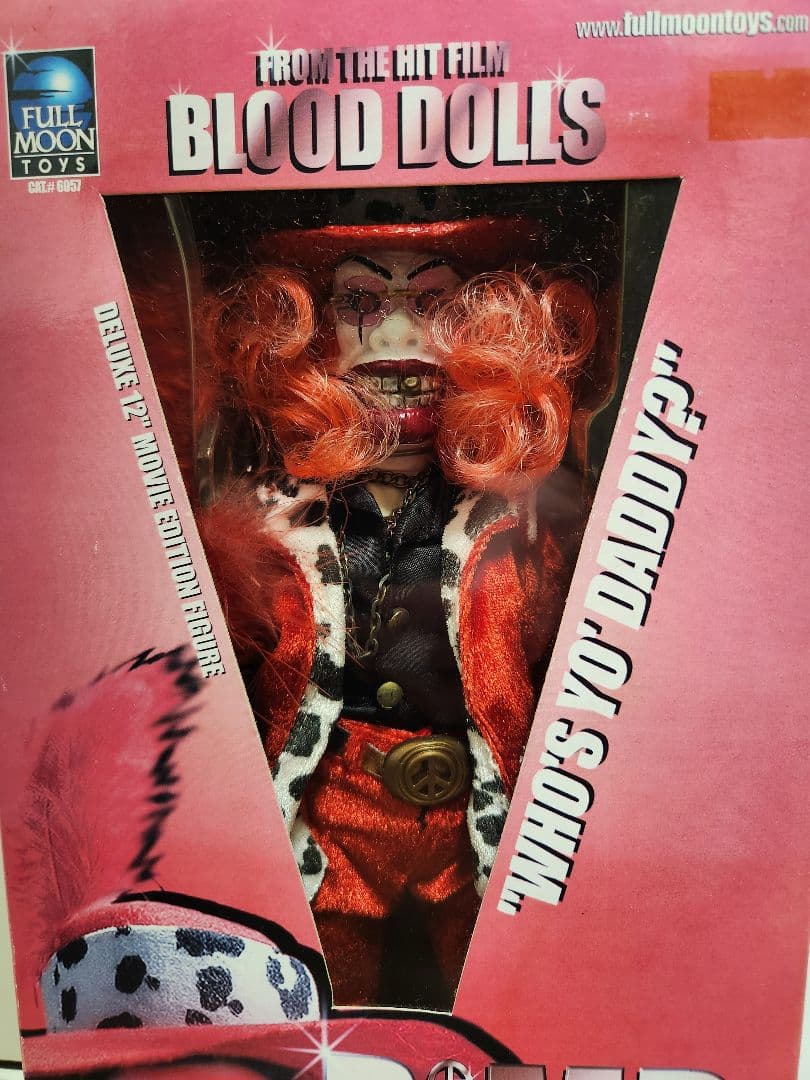 www.fullmoontoys.com
FULL
MOON
TOYS
CAT.# 6057
FROM THE HIT FILM
BLOOD DOLLS
DELUXE 12" MOVIE EDITION FIGURE
"WHO'S YO' DADDY?"